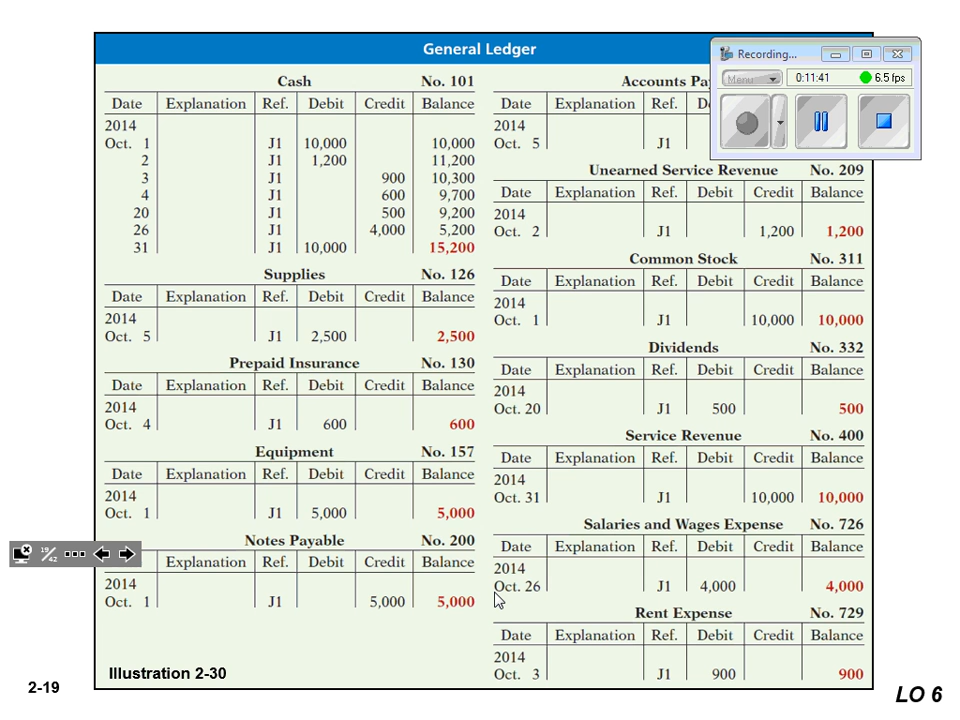 General Ledger
Recording...
Menu
0:11:41
6.5 fps
Cash No. 101
Date Explanation Ref. Debit Credit Balance
2014
Oct. 1 J1 10,000 10,000
2 J1 1,200 11,200
3 J1 900 10,300
4 J1 600 9,700
20 J1 500 9,200
26 J1 4,000 5,200
31 J1 10,000 15,200
Supplies No. 126
Date Explanation Ref. Debit Credit Balance
2014
Oct. 5 J1 2,500 2,500
Prepaid Insurance No. 130
Date Explanation Ref. Debit Credit Balance
2014
Oct. 4 J1 600 600
Equipment No. 157
Date Explanation Ref. Debit Credit Balance
2014
Oct. 1 J1 5,000 5,000
19/42
Notes Payable No. 200
Explanation Ref. Debit Credit Balance
2014
Oct. 1 J1 5,000 5,000
Illustration 2-30
Accounts Pay
Date Explanation Ref. De
2014
Oct. 5 J1
Unearned Service Revenue No. 209
Date Explanation Ref. Debit Credit Balance
2014
Oct. 2 J1 1,200 1,200
Common Stock No. 311
Date Explanation Ref. Debit Credit Balance
2014
Oct. 1 J1 10,000 10,000
Dividends No. 332
Date Explanation Ref. Debit Credit Balance
2014
Oct. 20 J1 500 500
Service Revenue No. 400
Date Explanation Ref. Debit Credit Balance
2014
Oct. 31 J1 10,000 10,000
Salaries and Wages Expense No. 726
Date Explanation Ref. Debit Credit Balance
2014
Oct. 26 J1 4,000 4,000
Rent Expense No. 729
Date Explanation Ref. Debit Credit Balance
2014
Oct. 3 J1 900 900
2-19
LO 6